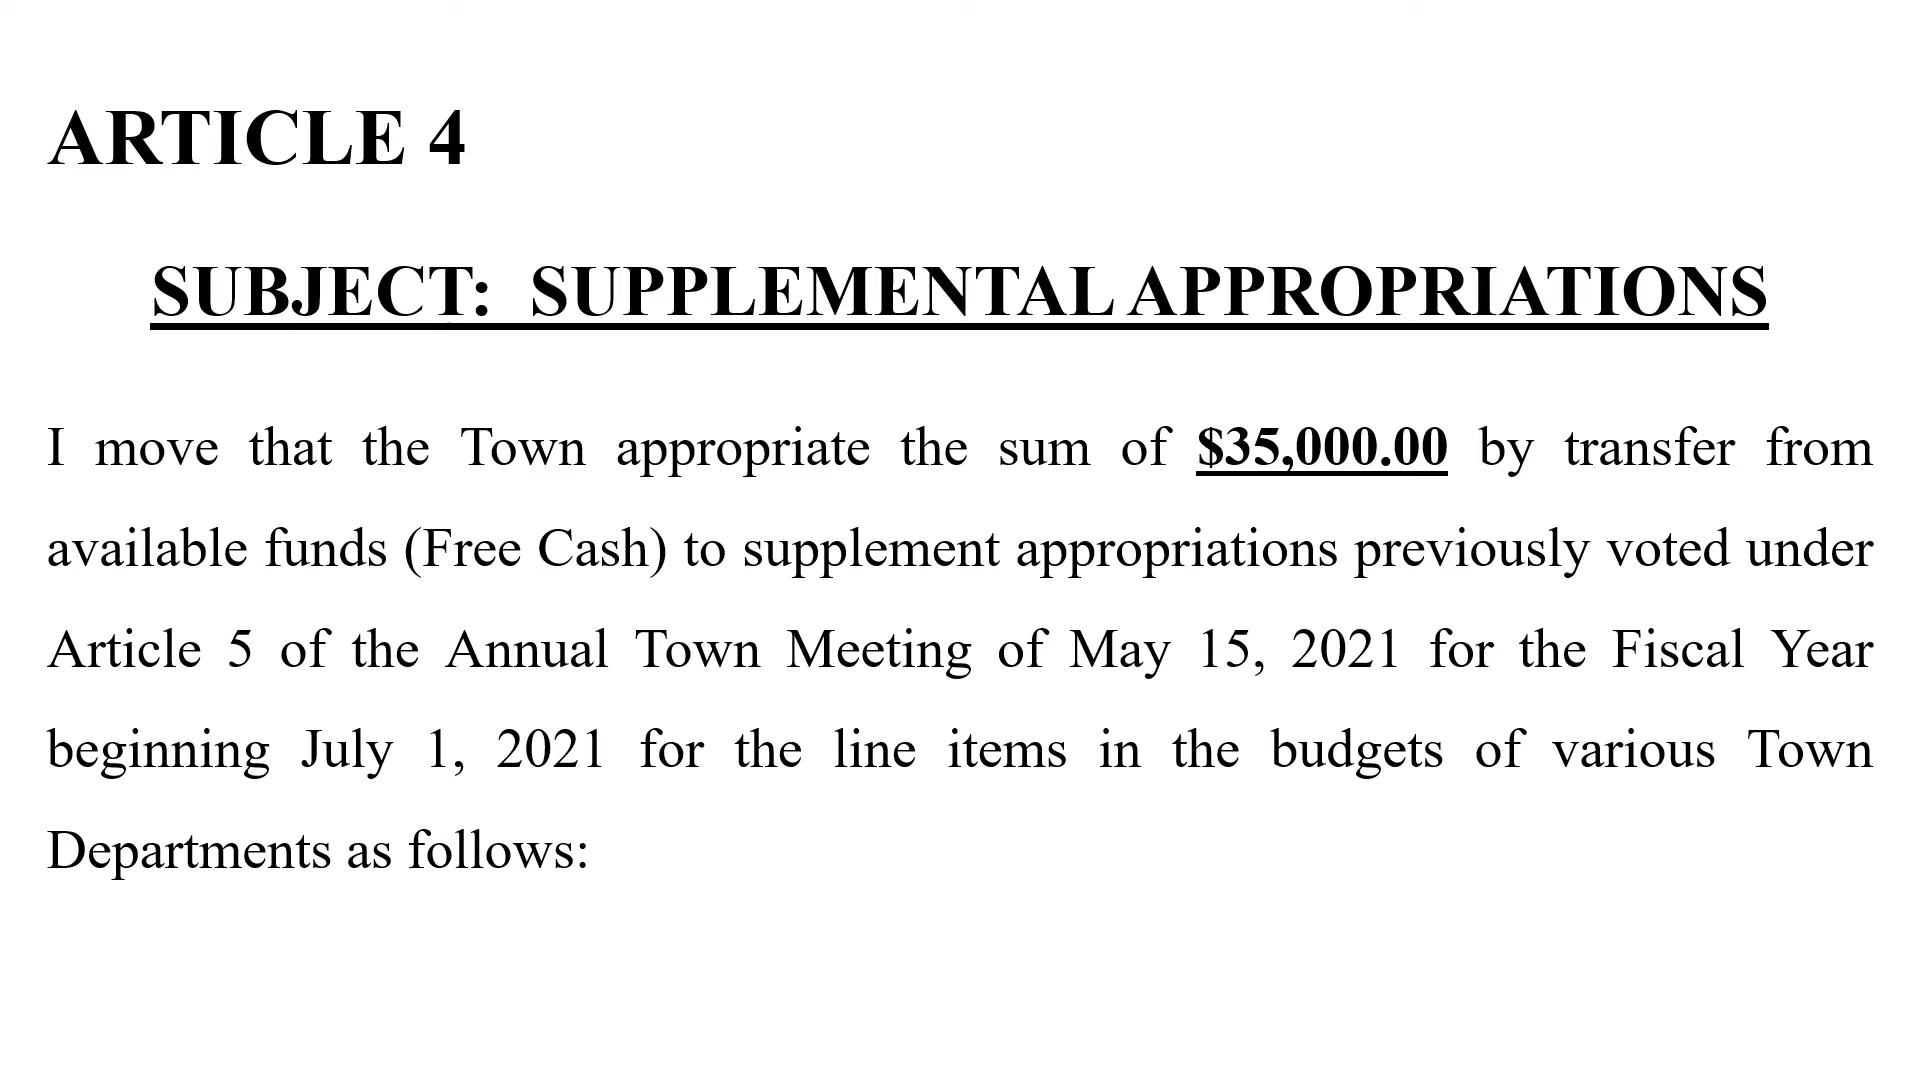 ARTICLE 4
SUBJECT: SUPPLEMENTAL APPROPRIATIONS
I move that the Town appropriate the sum of $35,000.00 by transfer from
available funds (Free Cash) to supplement appropriations previously voted under
Article 5 of the Annual Town Meeting of May 15, 2021 for the Fiscal Year
beginning July 1, 2021 for the line items in the budgets of various Town
Departments as follows: